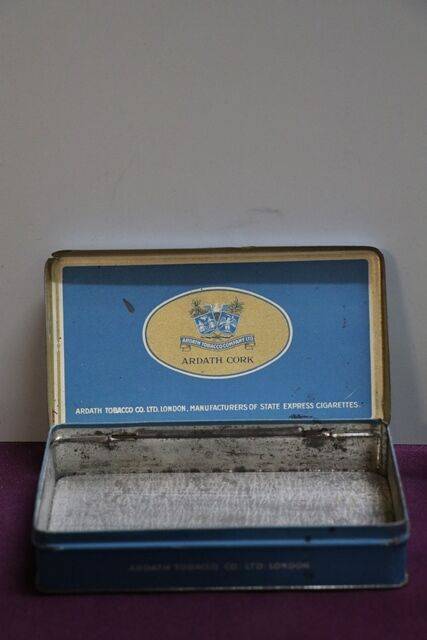 ARDATH TOBACCO COMPANY LTD
ARDATH CORK
ARDATH TOBACCO CO. LTD. LONDON, MANUFACTURERS OF STATE EXPRESS CIGARETTES.
ARDATH TOBACCO CO. LTD LONDON